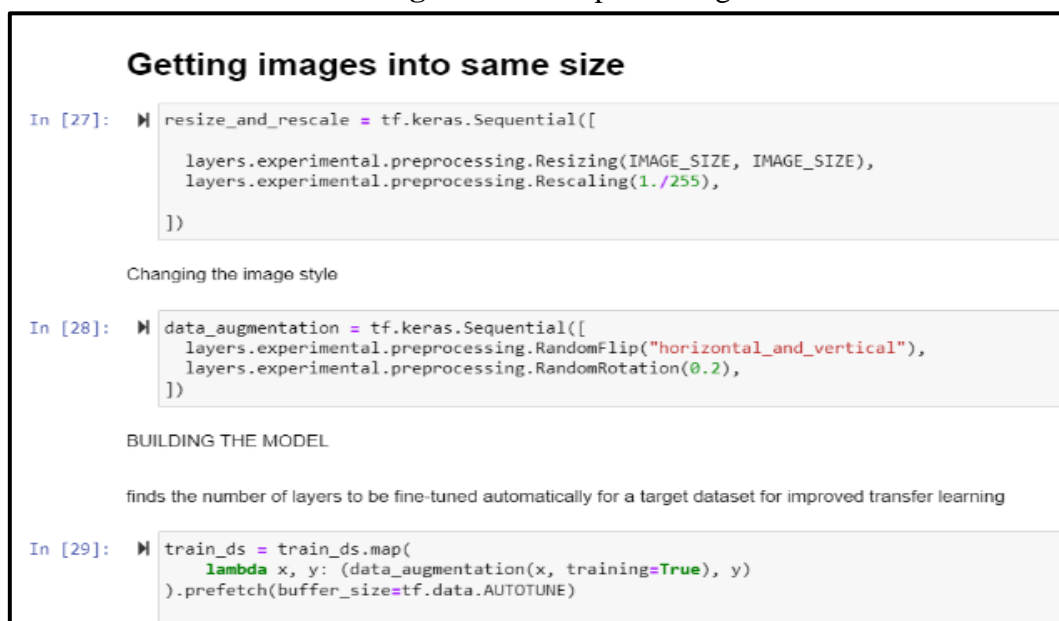 Getting images into same size
In [27]: resize_and_rescale = tf.keras.Sequential([
layers.experimental.preprocessing.Resizing(IMAGE_SIZE, IMAGE_SIZE),
layers.experimental.preprocessing.Rescaling(1./255),
])
Changing the image style
In [28]: data_augmentation = tf.keras.Sequential([
layers.experimental.preprocessing.RandomFlip("horizontal_and_vertical"),
layers.experimental.preprocessing.RandomRotation(0.2),
])
BUILDING THE MODEL
finds the number of layers to be fine-tuned automatically for a target dataset for improved transfer learning
In [29]: train_ds = train_ds.map(
lambda x, y: (data_augmentation(x, training=True), y)
).prefetch(buffer_size=tf.data.AUTOTUNE)